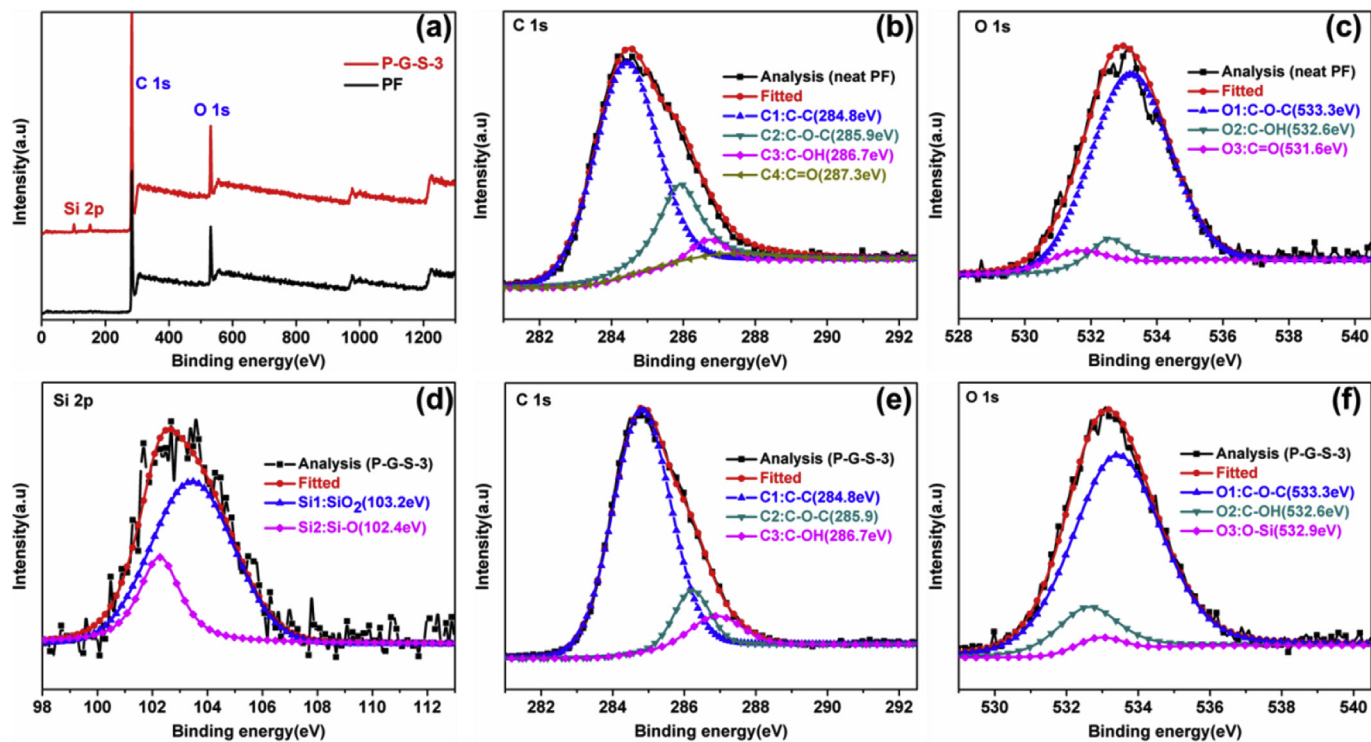 (a)
P-G-S-3
PF
C 1s
O 1s
Si 2p
Intensity(a.u)
0 200 400 600 800 1000 1200
Binding energy(eV)
C 1s
(b)
Analysis (neat PF)
Fitted
C1:C-C(284.8eV)
C2:C-O-C(285.9eV)
C3:C-OH(286.7eV)
C4:C=O(287.3eV)
Intensity(a.u)
282 284 286 288 290 292
Binding energy(eV)
O 1s
(c)
Analysis (neat PF)
Fitted
O1:C-O-C(533.3eV)
O2:C-OH(532.6eV)
O3:C=O(531.6eV)
Intensity(a.u)
528 530 532 534 536 538 540
Binding energy(eV)
Si 2p
(d)
Analysis (P-G-S-3)
Fitted
Si1:SiO2(103.2eV)
Si2:Si-O(102.4eV)
Intensity(a.u)
98 100 102 104 106 108 110 112
Binding energy(eV)
C 1s
(e)
Analysis (P-G-S-3)
Fitted
C1:C-C(284.8eV)
C2:C-O-C(285.9)
C3:C-OH(286.7eV)
Intensity(a.u)
282 284 286 288 290 292
Binding energy(eV)
O 1s
(f)
Analysis (P-G-S-3)
Fitted
O1:C-O-C(533.3eV)
O2:C-OH(532.6eV)
O3:O-Si(532.9eV)
Intensity(a.u)
530 532 534 536 538 540
Binding energy(eV)